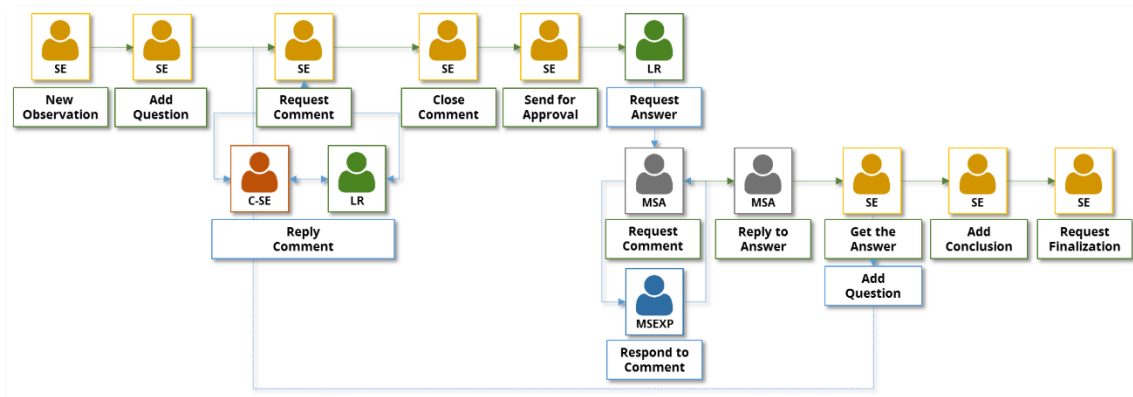 SE
SE
SE
SE
SE
LR
New
Observation
Add
Question
Request
Comment
Close
Comment
Send for
Approval
Request
Answer
C-SE
LR
MSA
MSA
SE
SE
SE
Reply
Comment
Request
Comment
Reply to
Answer
Get the
Answer
Add
Conclusion
Request
Finalization
MSEXP
Add
Question
Respond to
Comment